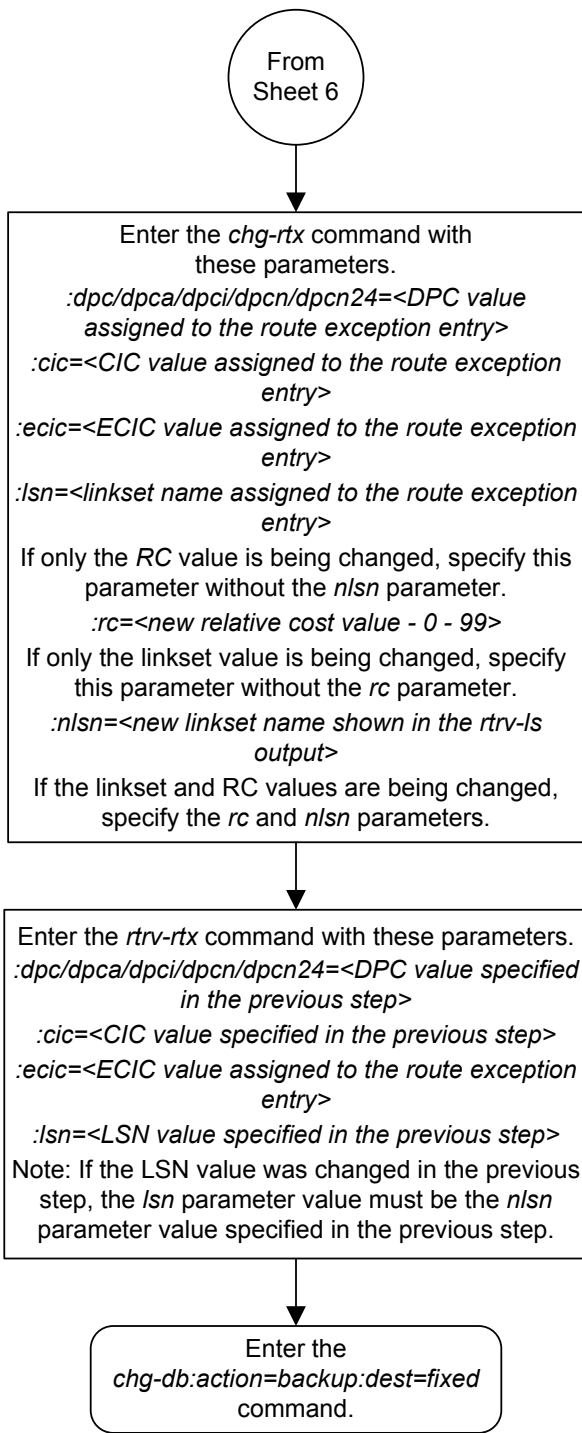 From
Sheet 6
Enter the chg-rtx command with
these parameters.
:dpc/dpca/dpci/dpcn/dpcn24=<DPC value
assigned to the route exception entry>
:cic=<CIC value assigned to the route exception
entry>
:ecic=<ECIC value assigned to the route exception
entry>
:lsn=<linkset name assigned to the route exception
entry>
If only the RC value is being changed, specify this
parameter without the nlsn parameter.
:rc=<new relative cost value - 0 - 99>
If only the linkset value is being changed, specify
this parameter without the rc parameter.
:nlsn=<new linkset name shown in the rtrv-ls
output>
If the linkset and RC values are being changed,
specify the rc and nlsn parameters.
Enter the rtrv-rtx command with these parameters.
:dpc/dpca/dpci/dpcn/dpcn24=<DPC value specified
in the previous step>
:cic=<CIC value specified in the previous step>
:ecic=<ECIC value assigned to the route exception
entry>
:lsn=<LSN value specified in the previous step>
Note: If the LSN value was changed in the previous
step, the lsn parameter value must be the nlsn
parameter value specified in the previous step.
Enter the
chg-db:action=backup:dest=fixed
command.